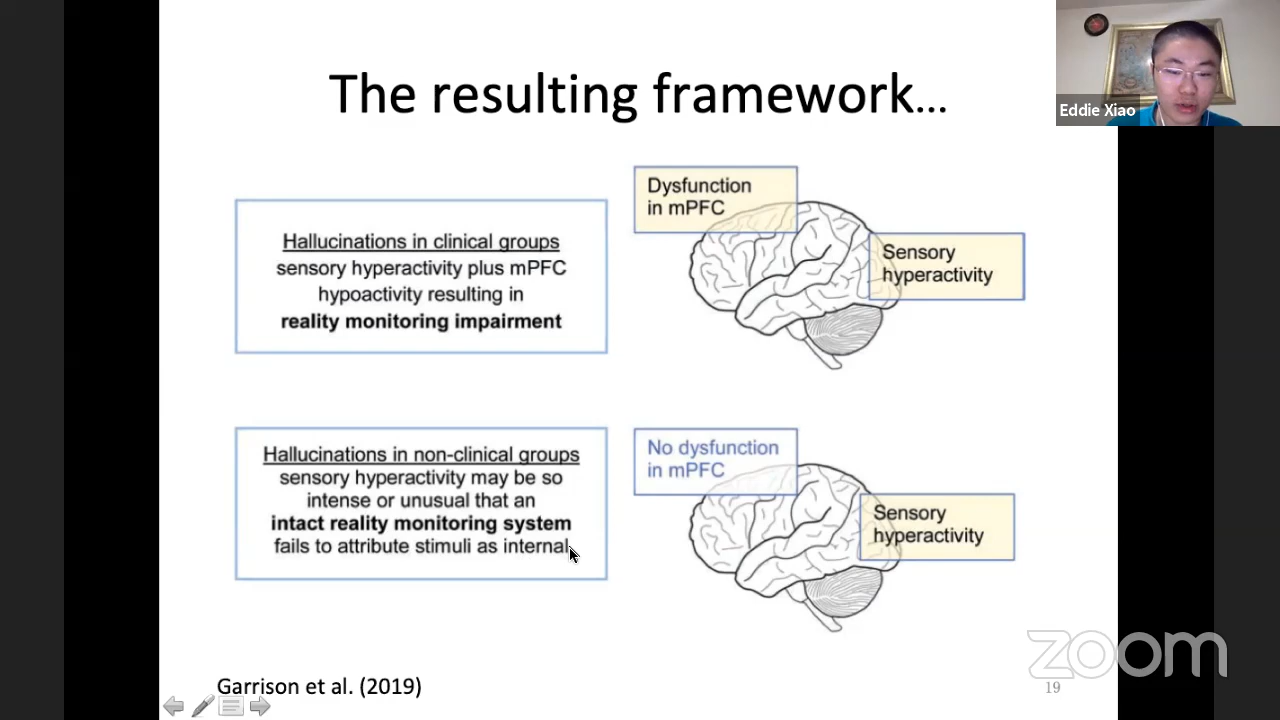 The resulting framework...
Eddie Xiao
Hallucinations in clinical groups
sensory hyperactivity plus mPFC
hypoactivity resulting in
reality monitoring impairment
Dysfunction
in mPFC
Sensory
hyperactivity
Hallucinations in non-clinical groups
sensory hyperactivity may be so
intense or unusual that an
intact reality monitoring system
fails to attribute stimuli as internal
No dysfunction
in mPFC
Sensory
hyperactivity
Garrison et al. (2019)
zoom
19